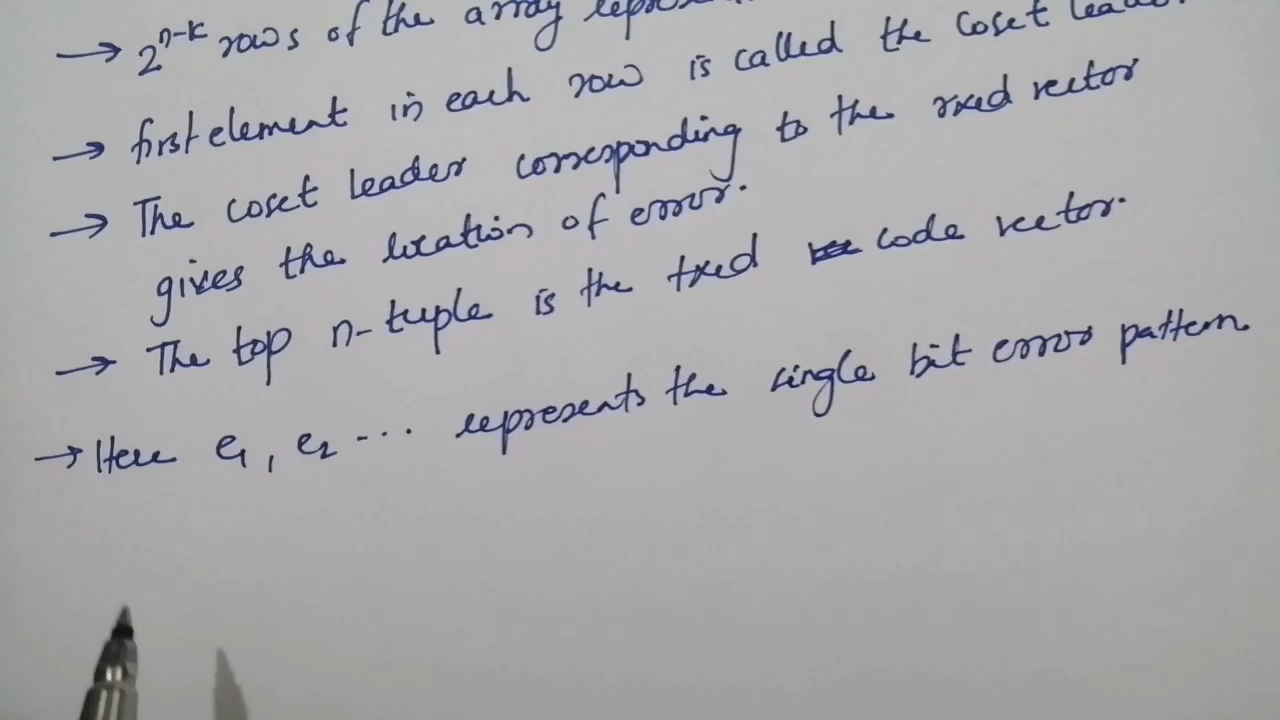 → 2^n-k rows of the array
→ first element in each row is called the coset
→ The coset leader corresponding to the rxed vector
gives the location of error.
→ The top n-tuple is the txed code vector.
→ Here e1, e2 ... represents the single bit error pattern